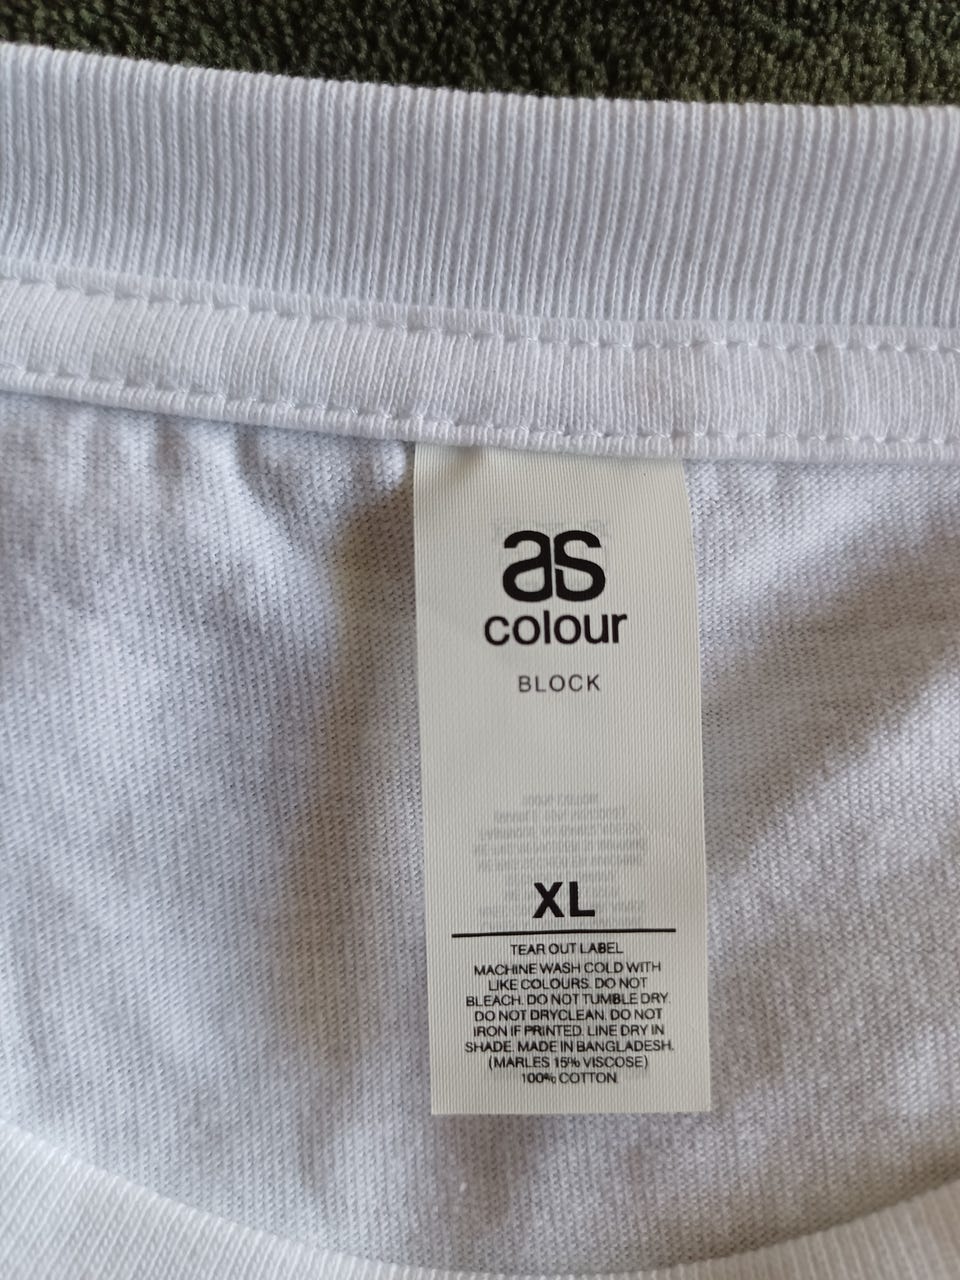 as
colour
BLOCK
XL
TEAR OUT LABEL
MACHINE WASH COLD WITH
LIKE COLOURS. DO NOT
BLEACH. DO NOT TUMBLE DRY.
DO NOT DRYCLEAN. DO NOT
IRON IF PRINTED. LINE DRY IN
SHADE. MADE IN BANGLADESH.
(MARLES 15% VISCOSE)
100% COTTON